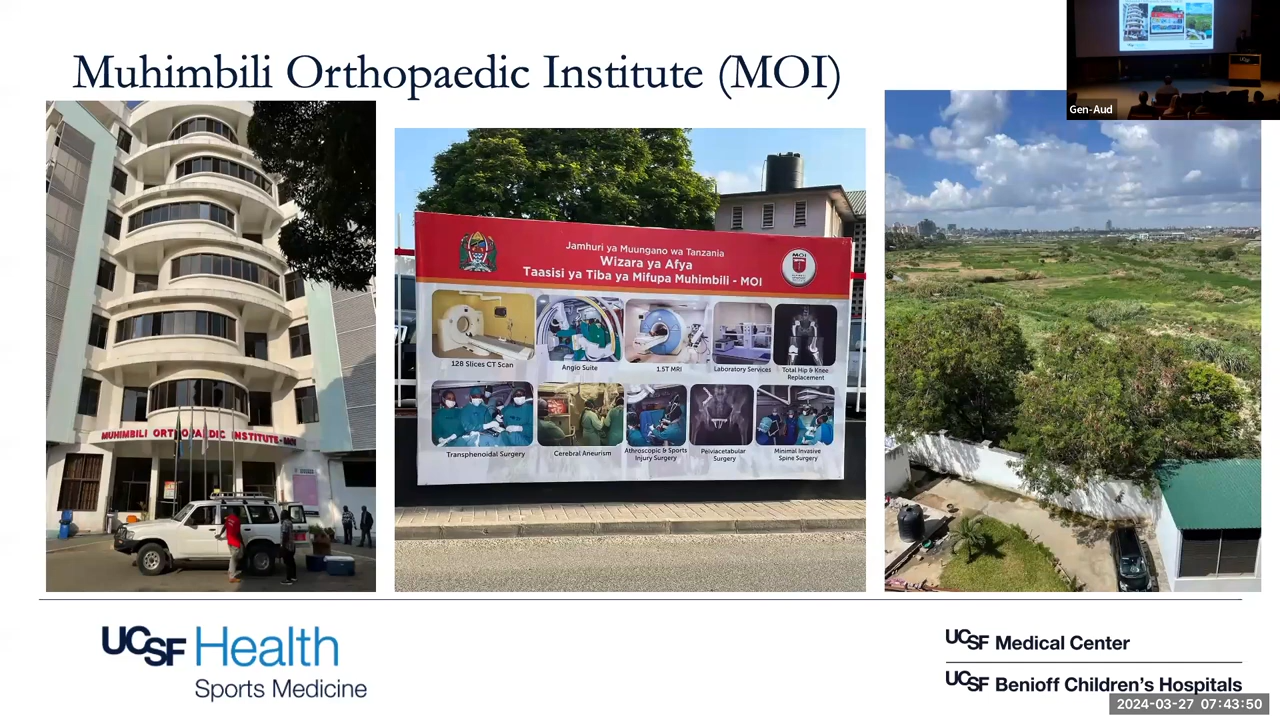 Muhimbili Orthopaedic Institute (MOI)
Gen-Aud
UCSF
MUHIMBILI ORTHOPAEDIC INSTITUTE-MOI
Jamhuri ya Muungano wa Tanzania
Wizara ya Afya
Taasisi ya Tiba ya Mifupa Muhimbili - MOI
MOI
128 Slices CT Scan
Angio Suite
1.5T MRI
Laboratory Services
Total Hip & Knee
Replacement
Transphenoidal Surgery
Cerebral Aneurism
Athroscopic & Sports
Injury Surgery
Pelviacetabular
Surgery
Minimal Invasive
Spine Surgery
UCSF Health
Sports Medicine
UCSF Medical Center
UCSF Benioff Children's Hospitals
2024-03-27 07:43:50